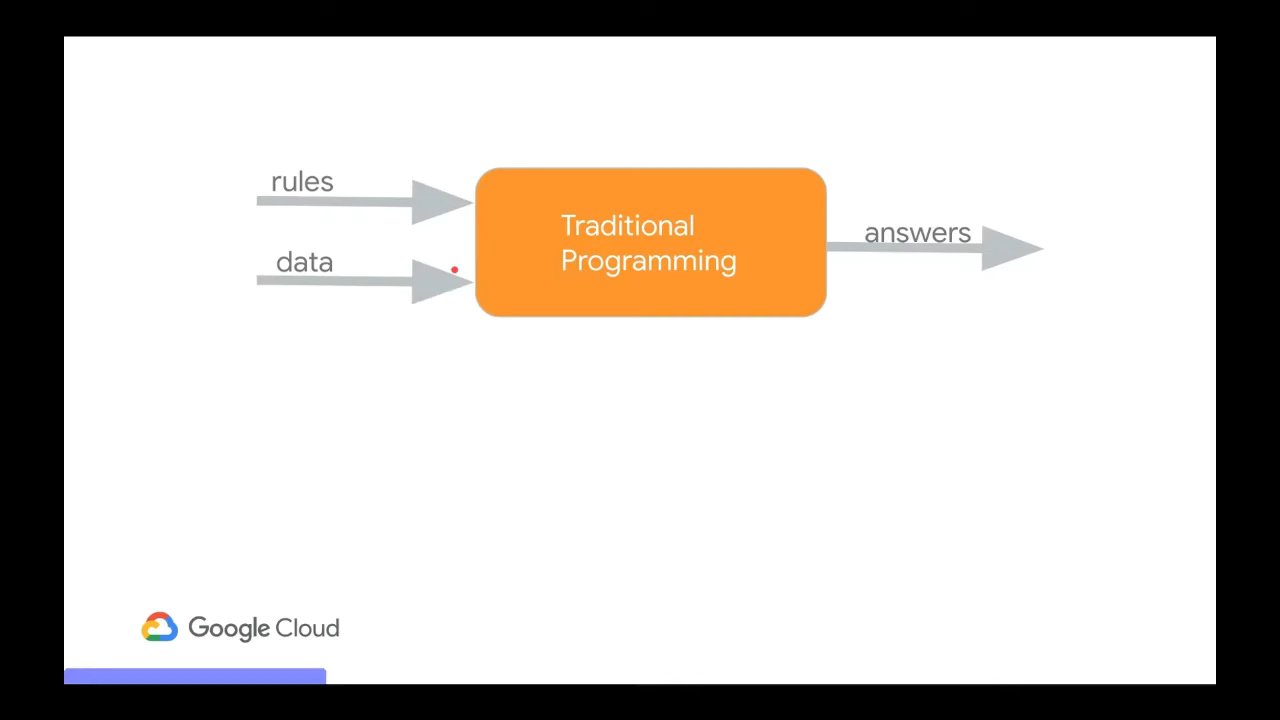 rules
data
Traditional
Programming
answers
Google Cloud